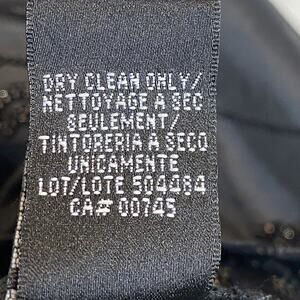 DRY CLEAN ONLY/
NETTOYAGE A SEC
SEULEMENT/
TINTORERIA A SECO
UNICAMENTE
LOT/LOTE 504484
CA# 00745